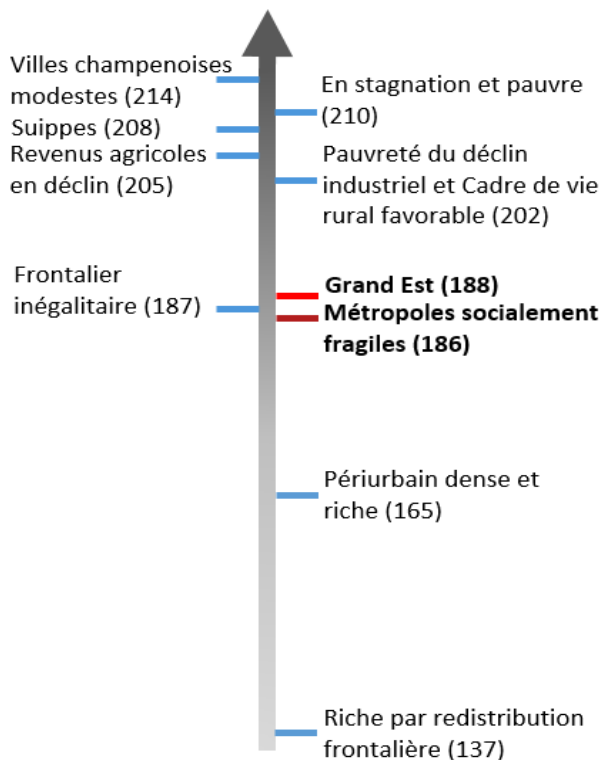 Villes champenoises
modestes (214)
En stagnation et pauvre
(210)
Suippes (208)
Revenus agricoles
en déclin (205)
Pauvreté du déclin
industriel et Cadre de vie
rural favorable (202)
Frontalier
inégalitaire (187)
Grand Est (188)
Métropoles socialement
fragiles (186)
Périurbain dense et
riche (165)
Riche par redistribution
frontalière (137)